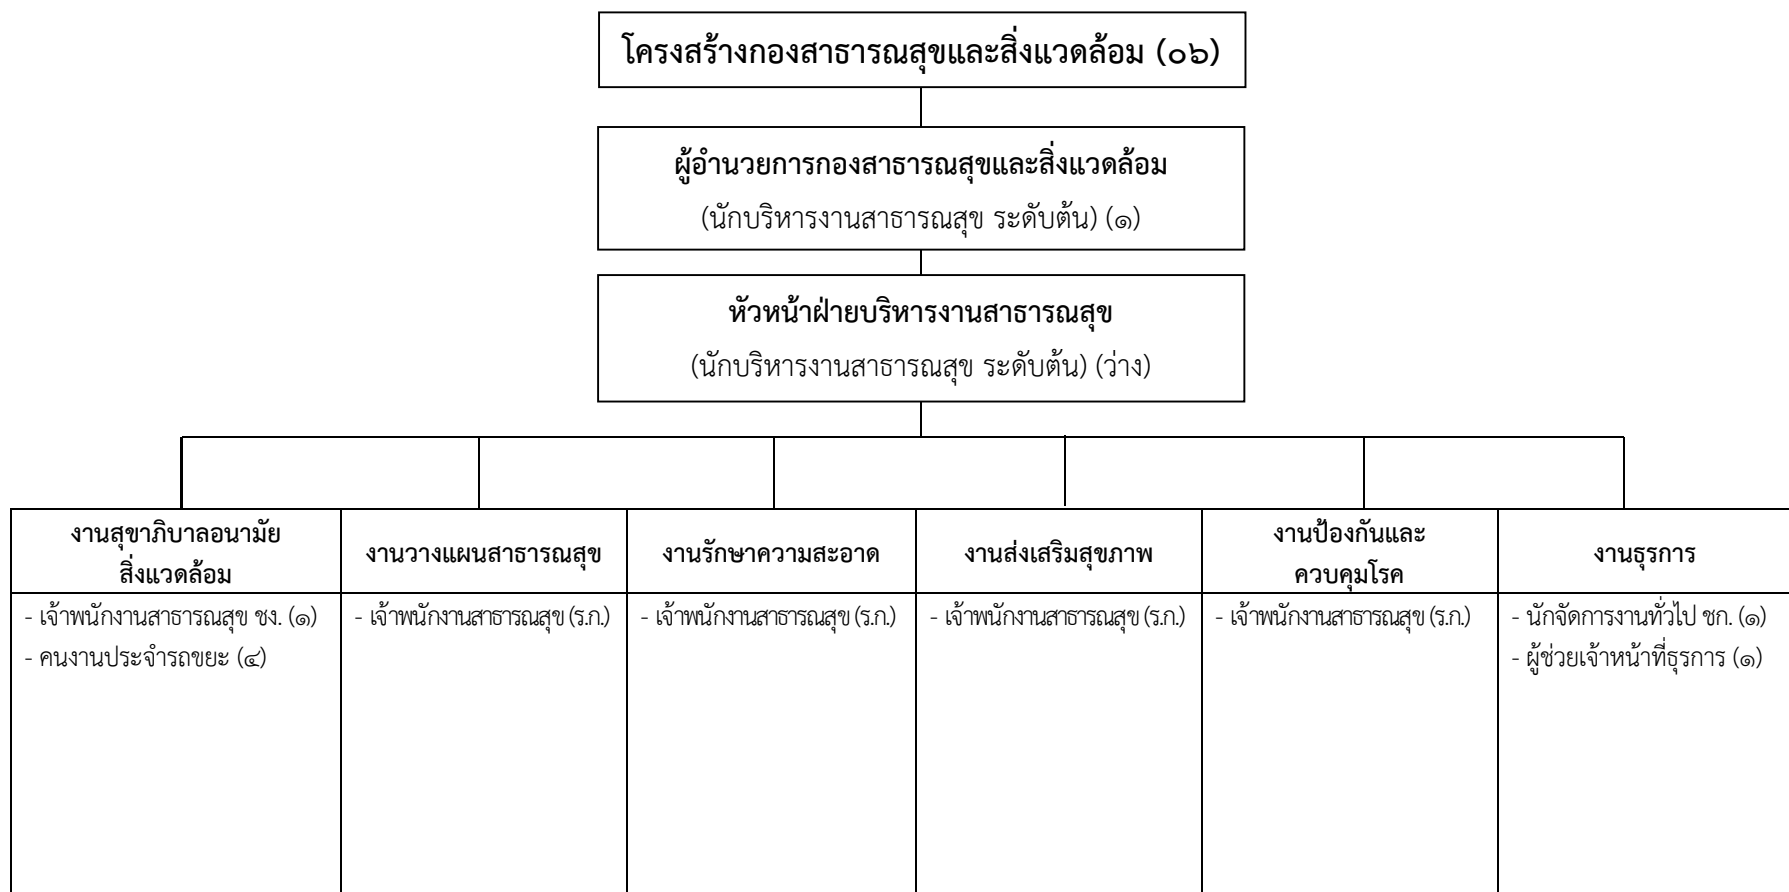 โครงสร้างกองสาธารณสุขและสิ่งแวดล้อม (๐๖)
ผู้อำนวยการกองสาธารณสุขและสิ่งแวดล้อม
(นักบริหารงานสาธารณสุข ระดับต้น) (๑)
หัวหน้าฝ่ายบริหารงานสาธารณสุข
(นักบริหารงานสาธารณสุข ระดับต้น) (ว่าง)
งานสุขาภิบาลอนามัย
สิ่งแวดล้อม
- เจ้าพนักงานสาธารณสุข ชง. (๑)
- คนงานประจำรถขยะ (๔)
งานวางแผนสาธารณสุข
- เจ้าพนักงานสาธารณสุข (ร.ก.)
งานรักษาความสะอาด
- เจ้าพนักงานสาธารณสุข (ร.ก.)
งานส่งเสริมสุขภาพ
- เจ้าพนักงานสาธารณสุข (ร.ก.)
งานป้องกันและ
ควบคุมโรค
- เจ้าพนักงานสาธารณสุข (ร.ก.)
งานธุรการ
- นักจัดการงานทั่วไป ชก. (๑)
- ผู้ช่วยเจ้าหน้าที่ธุรการ (๑)